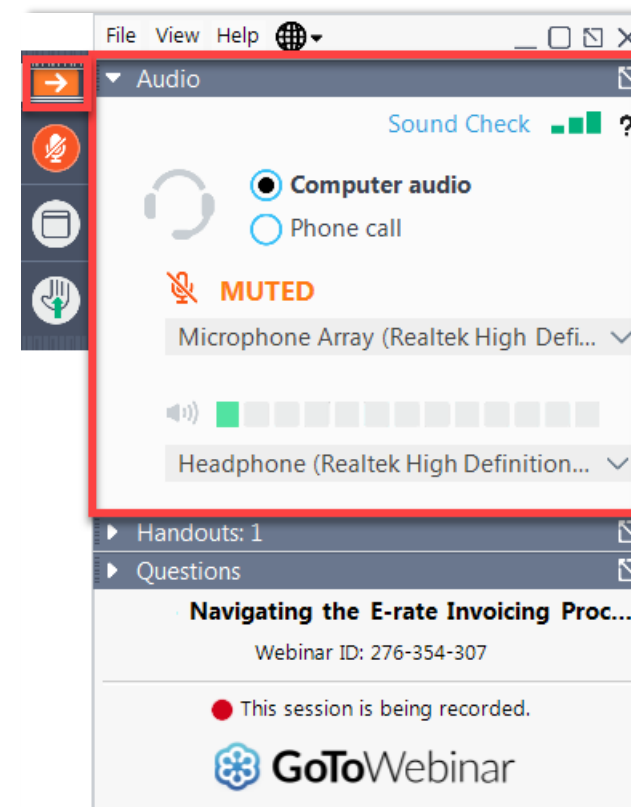 File View Help
Audio
Sound Check ?
Computer audio
Phone call
MUTED
Microphone Array (Realtek High Defi...
Headphone (Realtek High Definition...
Handouts: 1
Questions
Navigating the E-rate Invoicing Proc...
Webinar ID: 276-354-307
This session is being recorded.
GoToWebinar